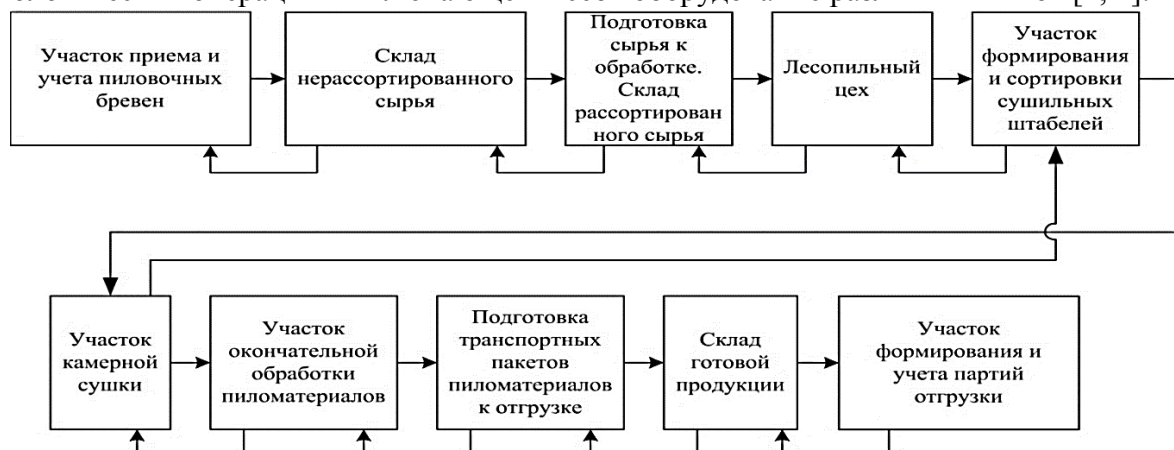 Участок приема и
учета пиловочных
бревен
Склад
нерассортированного
сырья
Подготовка
сырья к
обработке.
Склад
рассортирован
ного сырья
Лесопильный
цех
Участок
формирования
и сортировки
сушильных
штабелей
Участок
камерной
сушки
Участок
окончательной
обработки
пиломатериалов
Подготовка
транспортных
пакетов
пиломатериалов
к отгрузке
Склад
готовой
продукции
Участок
формирования и
учета партий
отгрузки